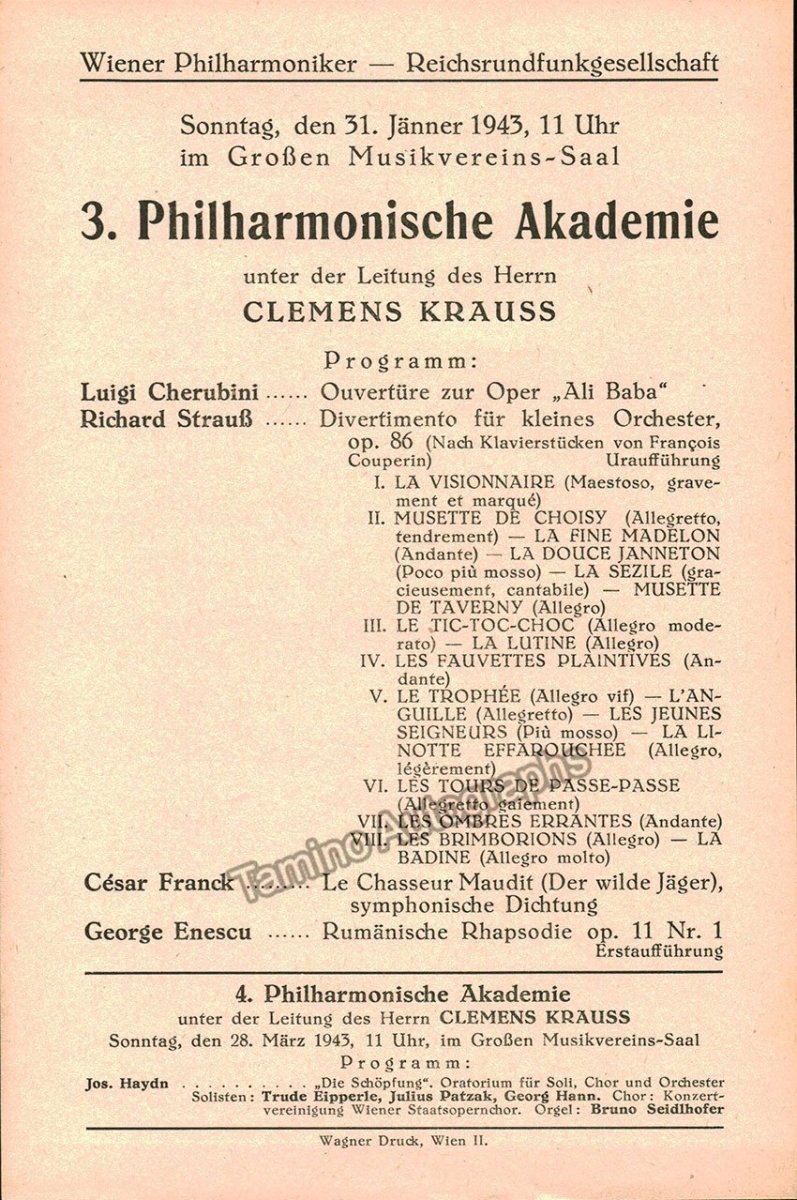 Wiener Philharmoniker — Reichsrundfunkgesellschaft
Sonntag, den 31. Jänner 1943, 11 Uhr
im Großen Musikvereins-Saal
3. Philharmonische Akademie
unter der Leitung des Herrn
CLEMENS KRAUSS
Programm:
Luigi Cherubini ...... Ouvertüre zur Oper „Ali Baba“
Richard Strauß ...... Divertimento für kleines Orchester,
op. 86 (Nach Klavierstücken von François
Couperin) Uraufführung
I. LA VISIONNAIRE (Maestoso, grave-
ment et marqué)
II. MUSETTE DE CHOISY (Allegretto,
tendrement) — LA FINE MADELON
(Andante) — LA DOUCE JANNETON
(Poco più mosso) — LA SEZILE (gra-
cieusement, cantabile) — MUSETTE
DE TAVERNY (Allegro)
III. LE TIC-TOC-CHOC (Allegro mode-
rato) — LA LUTINE (Allegro)
IV. LES FAUVETTES PLAINTIVES (An-
dante)
V. LE TROPHÉE (Allegro vif) — L'AN-
GUILLE (Allegretto) — LES JEUNES
SEIGNEURS (Più mosso) — LA LI-
NOTTE EFFAROUCHEE (Allegro,
légèrement)
VI. LES TOURS DE PASSE-PASSE
(Allegretto gaiement)
VII. LES OMBRES ERRANTES (Andante)
VIII. LES BRIMBORIONS (Allegro) — LA
BADINE (Allegro molto)
Tamino Autographs
César Franck ......... Le Chasseur Maudit (Der wilde Jäger),
symphonische Dichtung
George Enescu ...... Rumänische Rhapsodie op. 11 Nr. 1
Erstaufführung
4. Philharmonische Akademie
unter der Leitung des Herrn CLEMENS KRAUSS
Sonntag, den 28. März 1943, 11 Uhr, im Großen Musikvereins-Saal
Programm:
Jos. Haydn . . . . . . . . . . „Die Schöpfung“. Oratorium für Soli, Chor und Orchester
Solisten: Trude Eipperle, Julius Patzak, Georg Hann. Chor: Konzert-
vereinigung Wiener Staatsopernchor. Orgel: Bruno Seidlhofer
Wagner Druck, Wien II.